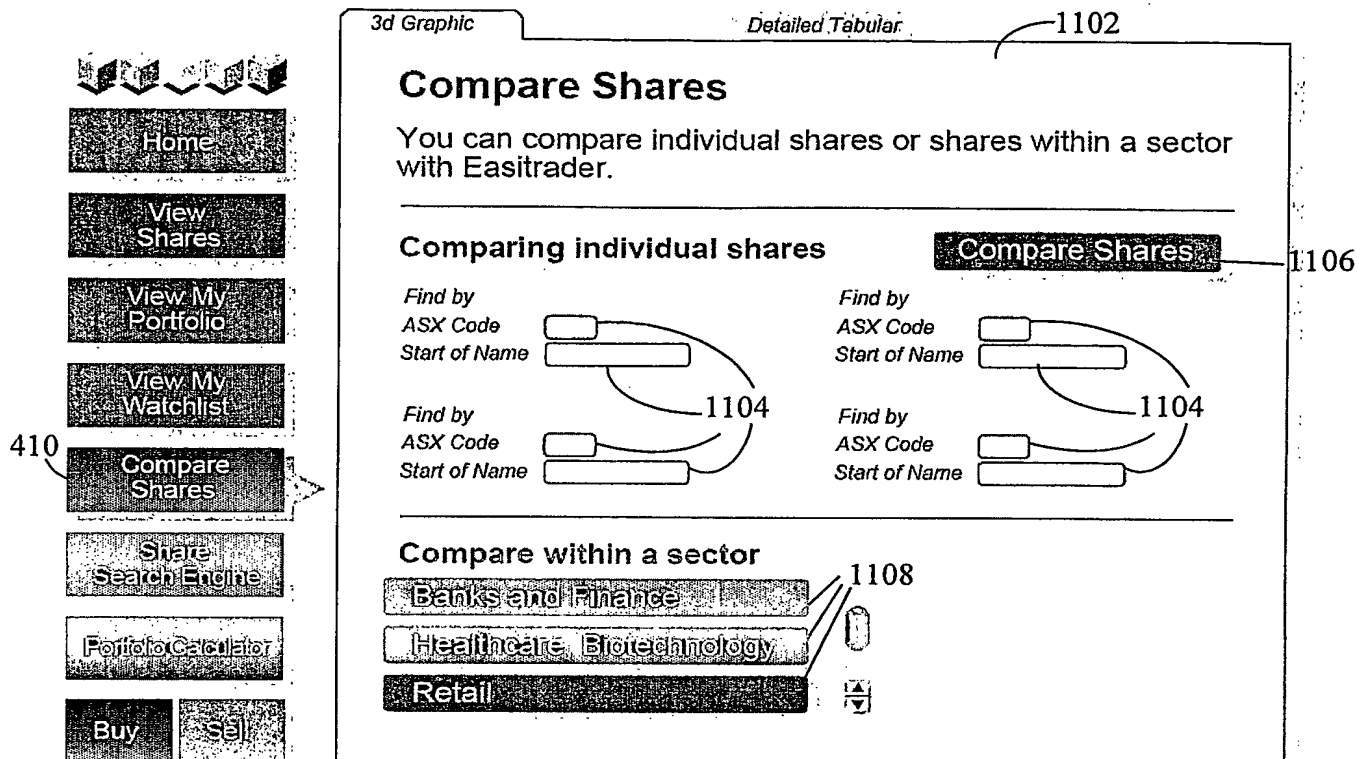 3d Graphic
Detailed Tabular
1102
Compare Shares
You can compare individual shares or shares within a sector
with Easitrader.
Home
View
Shares
View My
Portfolio
View My
Watchlist
410
Compare
Shares
Share
Search Engine
Portfolio Calculator
Buy
Sell
Comparing individual shares
Compare Shares
1106
Find by
ASX Code
Start of Name
Find by
ASX Code
Start of Name
1104
1104
Find by
ASX Code
Start of Name
Find by
ASX Code
Start of Name
Compare within a sector
1108
Banks and Finance
Healthcare Biotechnology
Retail